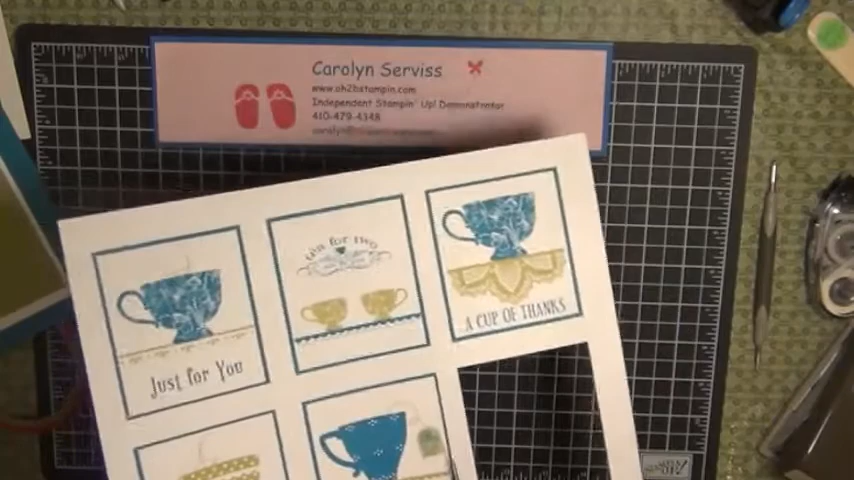 Carolyn Serviss
www.oh2bstampin.com
Independent Stampin' Up! Demonstrator
410-479-4348
tea for two
A CUP OF THANKS
Just for You